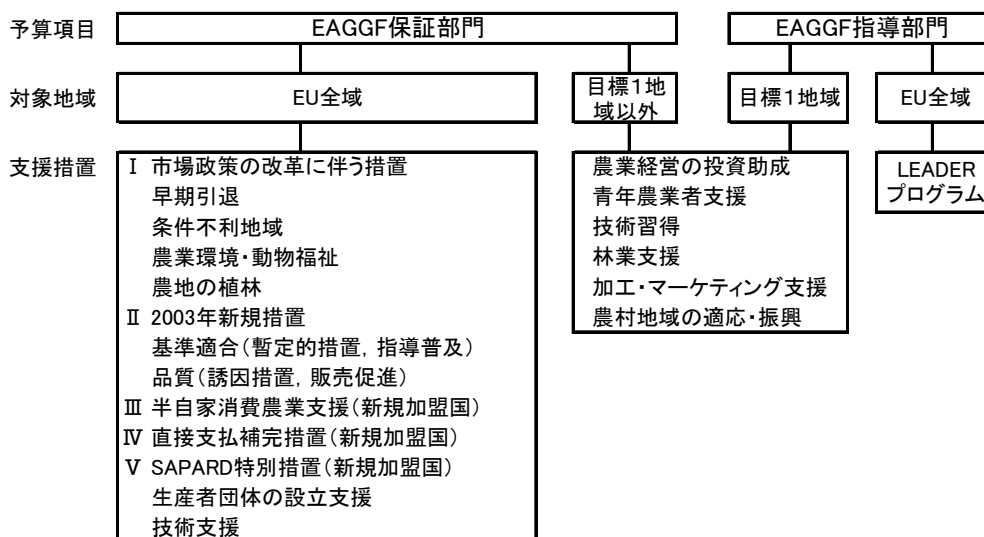 予算項目
EAGGF保証部門
EAGGF指導部門
対象地域
EU全域
目標1地
域以外
目標1地域
EU全域
支援措置
Ⅰ 市場政策の改革に伴う措置
早期引退
条件不利地域
農業環境・動物福祉
農地の植林
Ⅱ 2003年新規措置
基準適合(暫定的措置, 指導普及)
品質(誘因措置, 販売促進)
Ⅲ 半自家消費農業支援(新規加盟国)
Ⅳ 直接支払補完措置(新規加盟国)
Ⅴ SAPARD特別措置(新規加盟国)
生産者団体の設立支援
技術支援
農業経営の投資助成
青年農業者支援
技術習得
林業支援
加工・マーケティング支援
農村地域の適応・振興
LEADER
プログラム